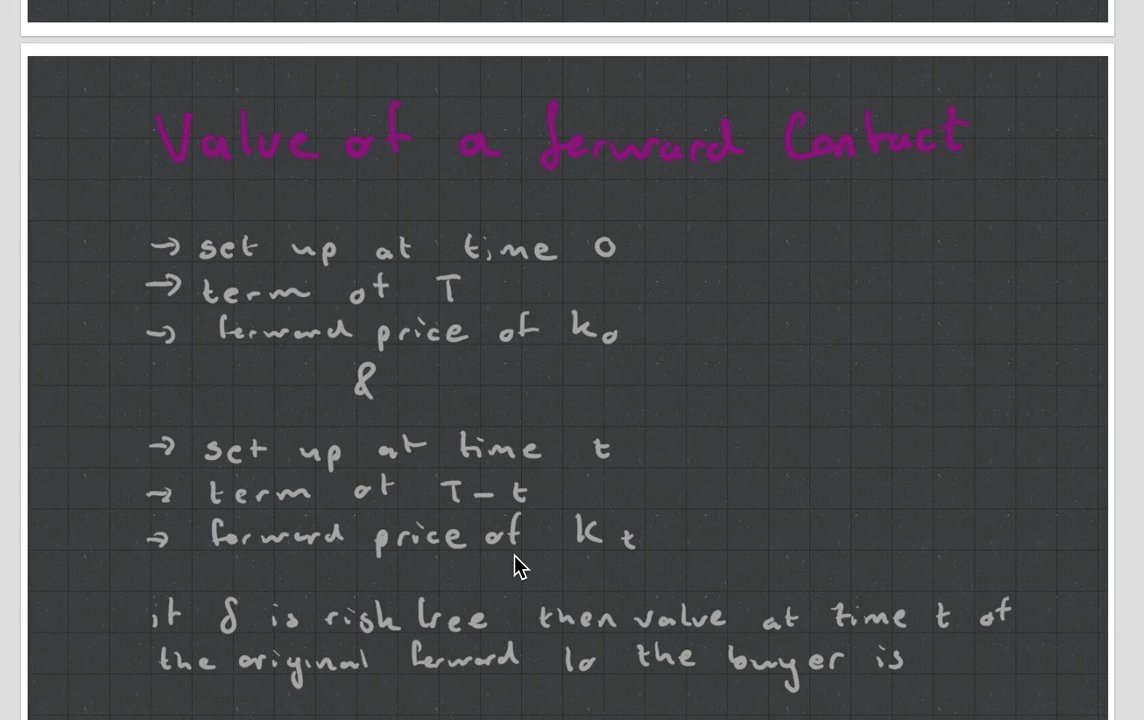 Value of a forward Contract
→ set up at time 0
→ term of T
→ forward price of k₀
&
→ set up at time t
→ term of T - t
→ forward price of K t
if δ is risk free then value at time t of
the original forward to the buyer is